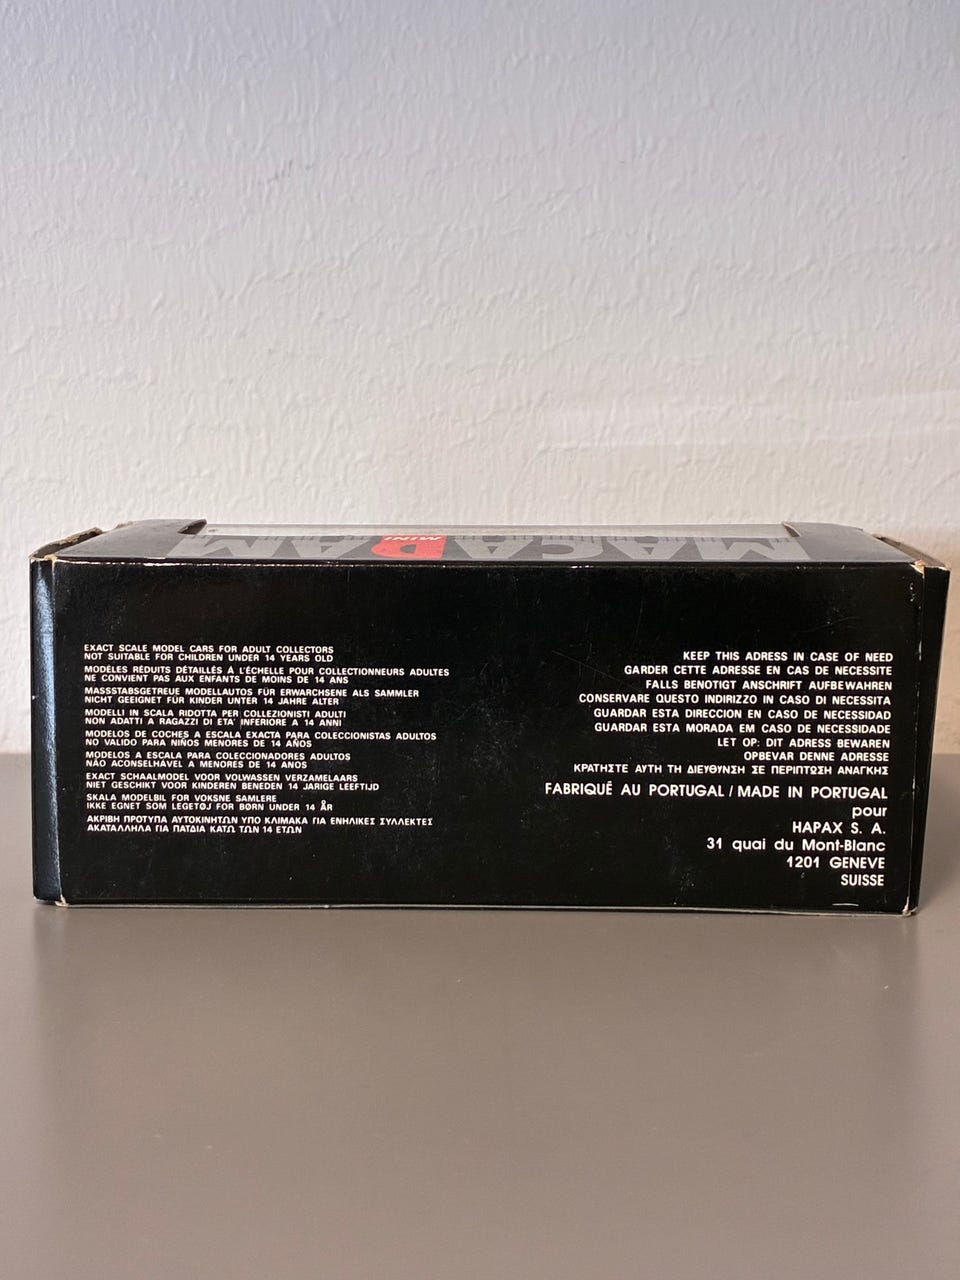 MACADAM
MINI
EXACT SCALE MODEL CARS FOR ADULT COLLECTORS
NOT SUITABLE FOR CHILDREN UNDER 14 YEARS OLD
MODÈLES RÉDUITS DÉTAILLÉS À L'ÉCHELLE POUR COLLECTIONNEURS ADULTES
NE CONVIENT PAS AUX ENFANTS DE MOINS DE 14 ANS
MASSSTABSGETREUE MODELLAUTOS FÜR ERWARCHSENE ALS SAMMLER
NICHT GEEIGNET FÜR KINDER UNTER 14 JAHRE ALTER
MODELLI IN SCALA RIDOTTA PER COLLEZIONISTI ADULTI
NON ADATTI A RAGAZZI DI ETA' INFERIORE A 14 ANNI
MODELOS DE COCHES A ESCALA EXACTA PARA COLECCIONISTAS ADULTOS
NO VALIDO PARA NIÑOS MENORES DE 14 AÑOS
MODELOS A ESCALA PARA COLECCIONADORES ADULTOS
NÃO ACONSELHAVEL A MENORES DE 14 ANOS
EXACT SCHAALMODEL VOOR VOLWASSEN VERZAMELAARS
NIET GESCHIKT VOOR KINDEREN BENEDEN 14 JARIGE LEEFTIJD
SKALA MODELBIL FOR VOKSNE SAMLERE
IKKE EGNET SOM LEGETØJ FOR BØRN UNDER 14 ÅR
ΑΚΡΙΒΗ ΠΡΟΤΥΠΑ ΑΥΤΟΚΙΝΗΤΩΝ ΥΠΟ ΚΛΙΜΑΚΑ ΓΙΑ ΕΝΗΛΙΚΕΣ ΣΥΛΛΕΚΤΕΣ
ΑΚΑΤΑΛΛΗΛΑ ΓΙΑ ΠΑΤΔΙΑ ΚΑΤΩ ΤΩΝ 14 ΕΤΩΝ
KEEP THIS ADRESS IN CASE OF NEED
GARDER CETTE ADRESSE EN CAS DE NECESSITE
FALLS BENOTIGT ANSCHRIFT AUFBEWAHREN
CONSERVARE QUESTO INDIRIZZO IN CASO DI NECESSITA
GUARDAR ESTA DIRECCION EN CASO DE NECESSIDAD
GUARDAR ESTA MORADA EM CASO DE NECESSIDADE
LET OP: DIT ADRESS BEWAREN
OPBEVAR DENNE ADRESSE
ΚΡΑΤΗΣΤΕ ΑΥΤΗ ΤΗ ΔΙΕΥΘΥΝΣΗ ΣΕ ΠΕΡΙΠΤΩΣΗ ΑΝΑΓΚΗΣ
FABRIQUÉ AU PORTUGAL / MADE IN PORTUGAL
pour
HAPAX S. A.
31 quai du Mont-Blanc
1201 GENEVE
SUISSE